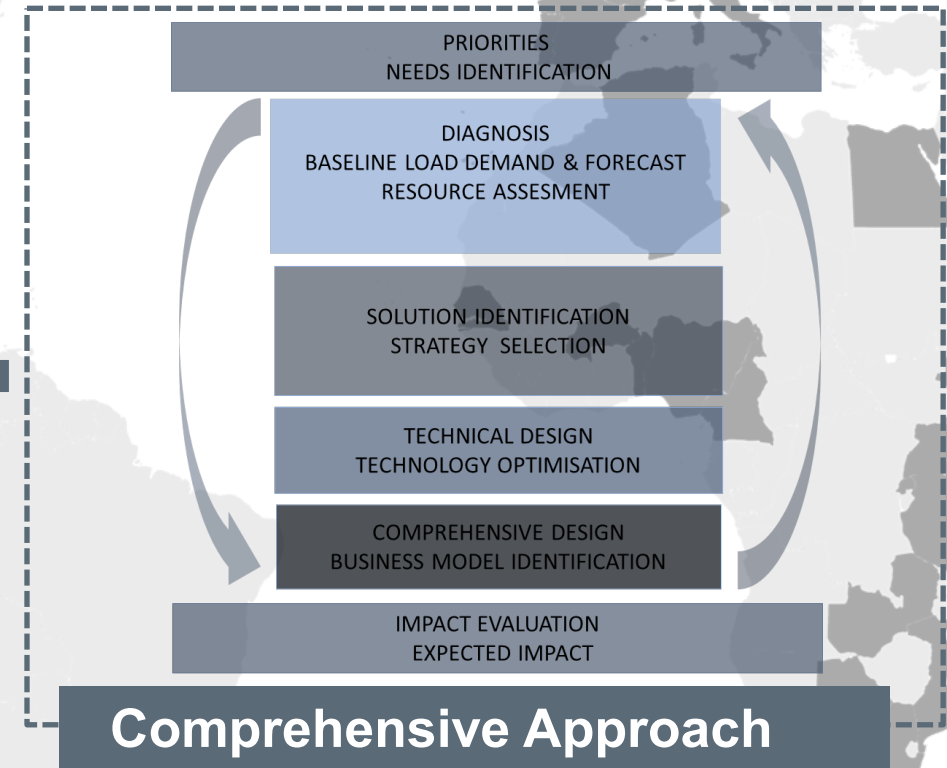 PRIORITIES
NEEDS IDENTIFICATION
DIAGNOSIS
BASELINE LOAD DEMAND & FORECAST
RESOURCE ASSESMENT
SOLUTION IDENTIFICATION
STRATEGY SELECTION
TECHNICAL DESIGN
TECHNOLOGY OPTIMISATION
COMPREHENSIVE DESIGN
BUSINESS MODEL IDENTIFICATION
IMPACT EVALUATION
EXPECTED IMPACT
Comprehensive Approach